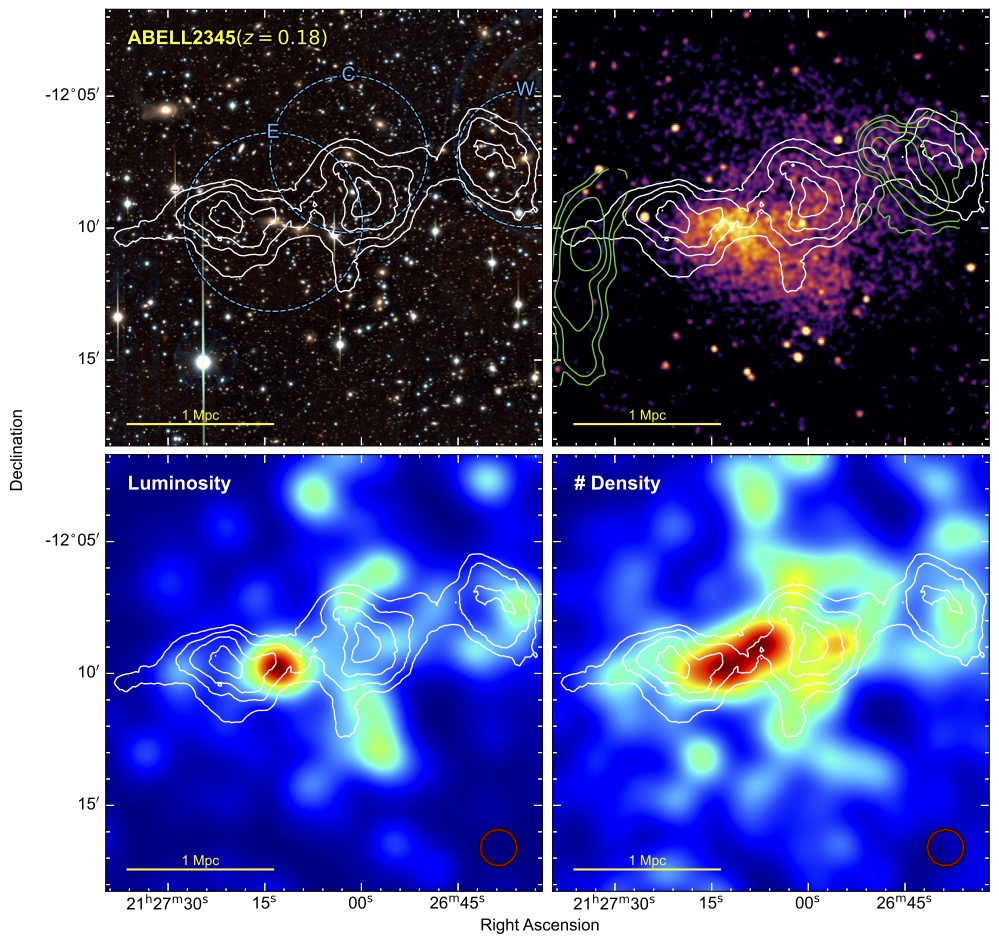 ABELL2345(z = 0.18)
C
W
E
-12°05′
10′
15′
1 Mpc
1 Mpc
Declination
Luminosity
# Density
-12°05′
10′
15′
1 Mpc
1 Mpc
21ʰ27ᵐ30ˢ
15ˢ
00ˢ
26ᵐ45ˢ
21ʰ27ᵐ30ˢ
15ˢ
00ˢ
26ᵐ45ˢ
Right Ascension